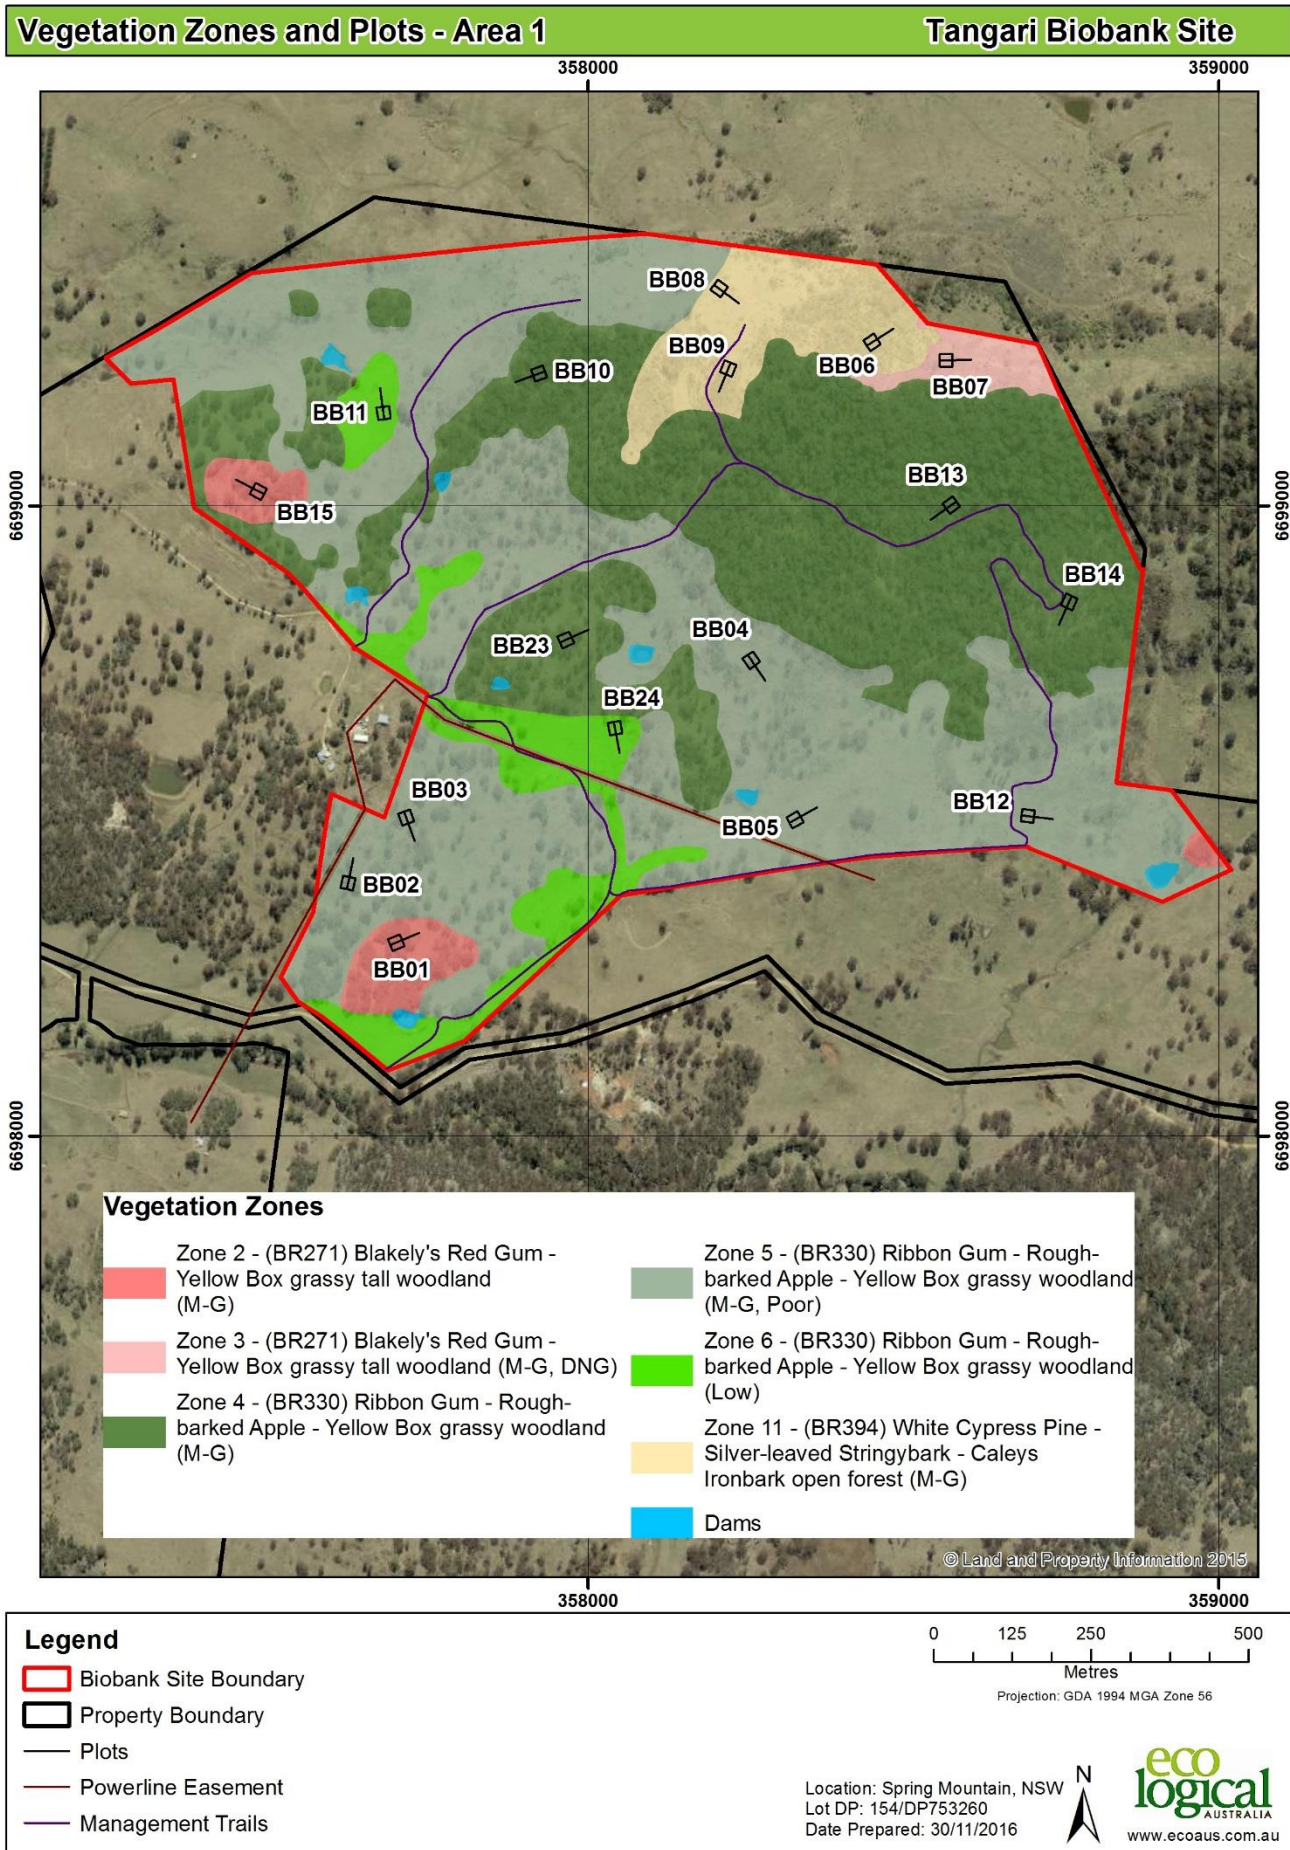 Vegetation Zones and Plots - Area 1
Tangari Biobank Site
358000
359000
BB08
BB09
BB06
BB07
BB10
BB11
BB15
BB13
6699000
6699000
BB14
BB23
BB04
BB24
BB03
BB05
BB12
BB02
BB01
6698000
6698000
Vegetation Zones
Zone 2 - (BR271) Blakely's Red Gum -
Yellow Box grassy tall woodland
(M-G)
Zone 3 - (BR271) Blakely's Red Gum -
Yellow Box grassy tall woodland (M-G, DNG)
Zone 4 - (BR330) Ribbon Gum - Rough-
barked Apple - Yellow Box grassy woodland
(M-G)
Zone 5 - (BR330) Ribbon Gum - Rough-
barked Apple - Yellow Box grassy woodland
(M-G, Poor)
Zone 6 - (BR330) Ribbon Gum - Rough-
barked Apple - Yellow Box grassy woodland
(Low)
Zone 11 - (BR394) White Cypress Pine -
Silver-leaved Stringybark - Caleys
Ironbark open forest (M-G)
Dams
© Land and Property Information 2015
358000
359000
Legend
Biobank Site Boundary
Property Boundary
Plots
Powerline Easement
Management Trails
0 125 250 500
Metres
Projection: GDA 1994 MGA Zone 56
Location: Spring Mountain, NSW
Lot DP: 154/DP753260
Date Prepared: 30/11/2016
N
eco
logical
AUSTRALIA
www.ecoaus.com.au